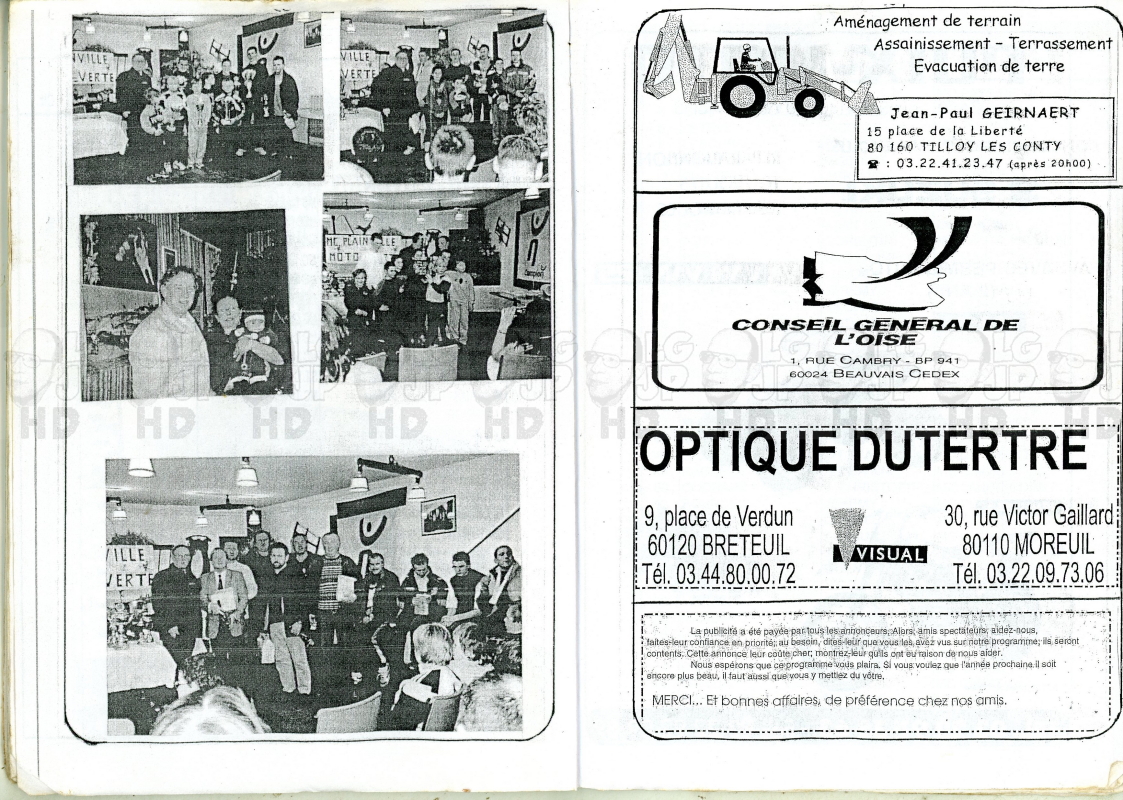 NVILLE
VERTE
VILLE
VERTE
MC PLAINVILLE
MOTO
Champion
VILLE
VERTE
Aménagement de terrain
Assainissement – Terrassement
Evacuation de terre
Jean-Paul GEIRNAERT
15 place de la Liberté
80 160 TILLOY LES CONTY
☎ : 03.22.41.23.47 (après 20h00)
CONSEIL GÉNÉRAL DE
L'OISE
1, RUE CAMBRY - BP 941
60024 BEAUVAIS CEDEX
OPTIQUE DUTERTRE
9, place de Verdun
60120 BRETEUIL
Tél. 03.44.80.00.72
VISUAL
30, rue Victor Gaillard
80110 MOREUIL
Tél. 03.22.09.73.06
La publicité a été payée par tous les annonceurs. Alors, amis spectateurs, aidez-nous,
faites-leur confiance en priorité; au besoin, dites-leur que vous les avez vus sur notre programme; ils seront
contents. Cette annonce leur coûte cher; montrez-leur qu'ils ont eu raison de nous aider.
Nous espérons que ce programme vous plaira. Si vous voulez que l'année prochaine il soit
encore plus beau, il faut aussi que vous y mettiez du vôtre.
MERCI... Et bonnes affaires, de préférence chez nos amis.
LG JP HD